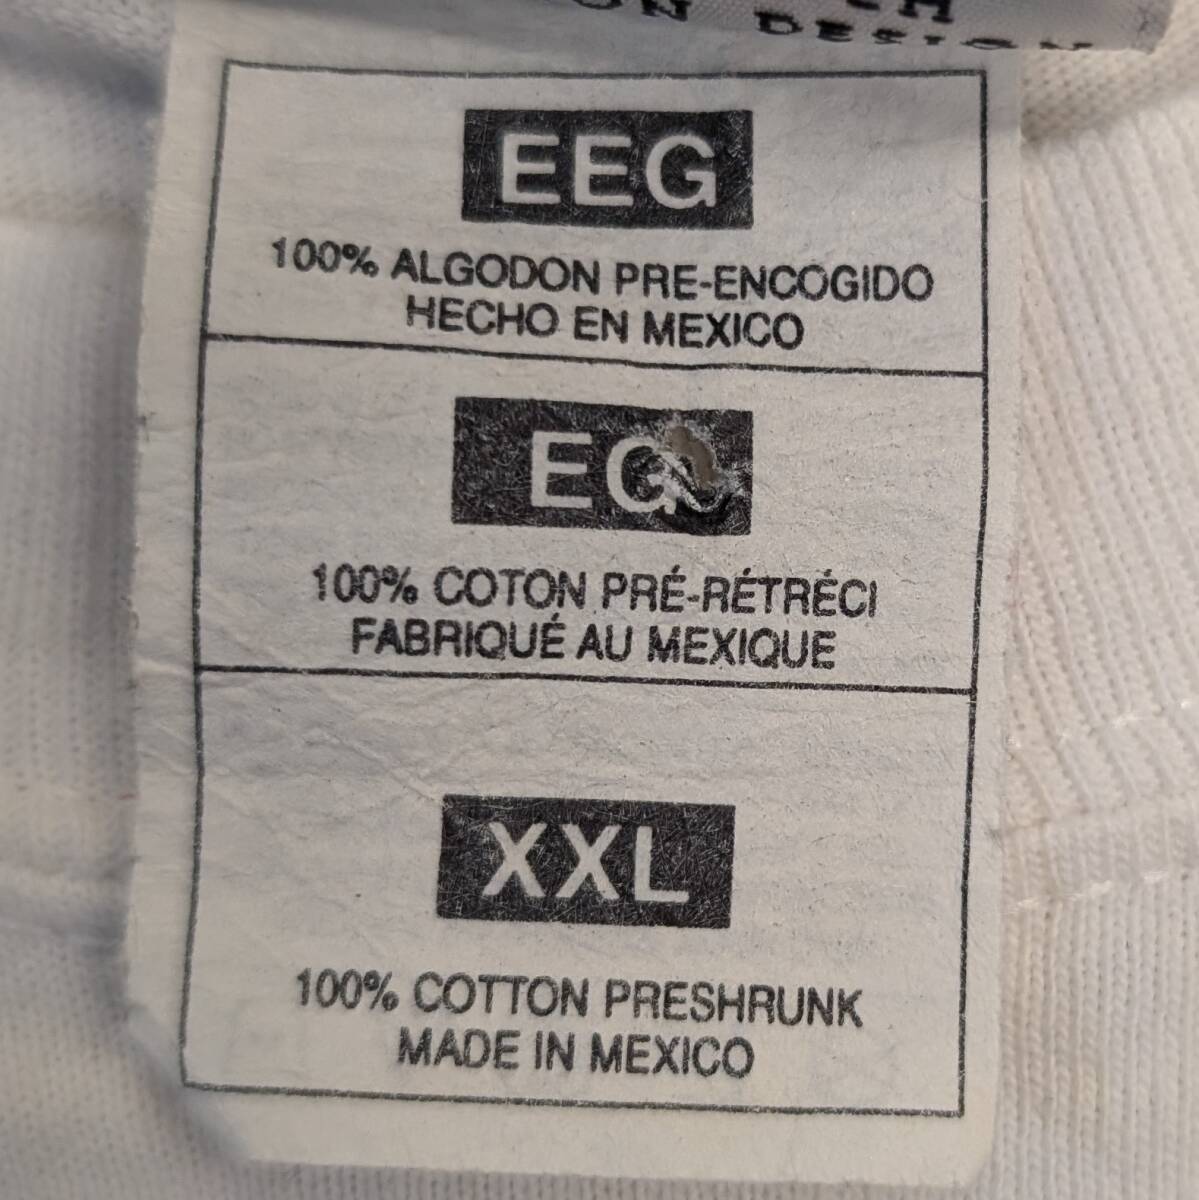 DESIGN
EEG
100% ALGODON PRE-ENCOGIDO
HECHO EN MEXICO
EG
100% COTON PRÉ-RÉTRÉCI
FABRIQUÉ AU MEXIQUE
XXL
100% COTTON PRESHRUNK
MADE IN MEXICO